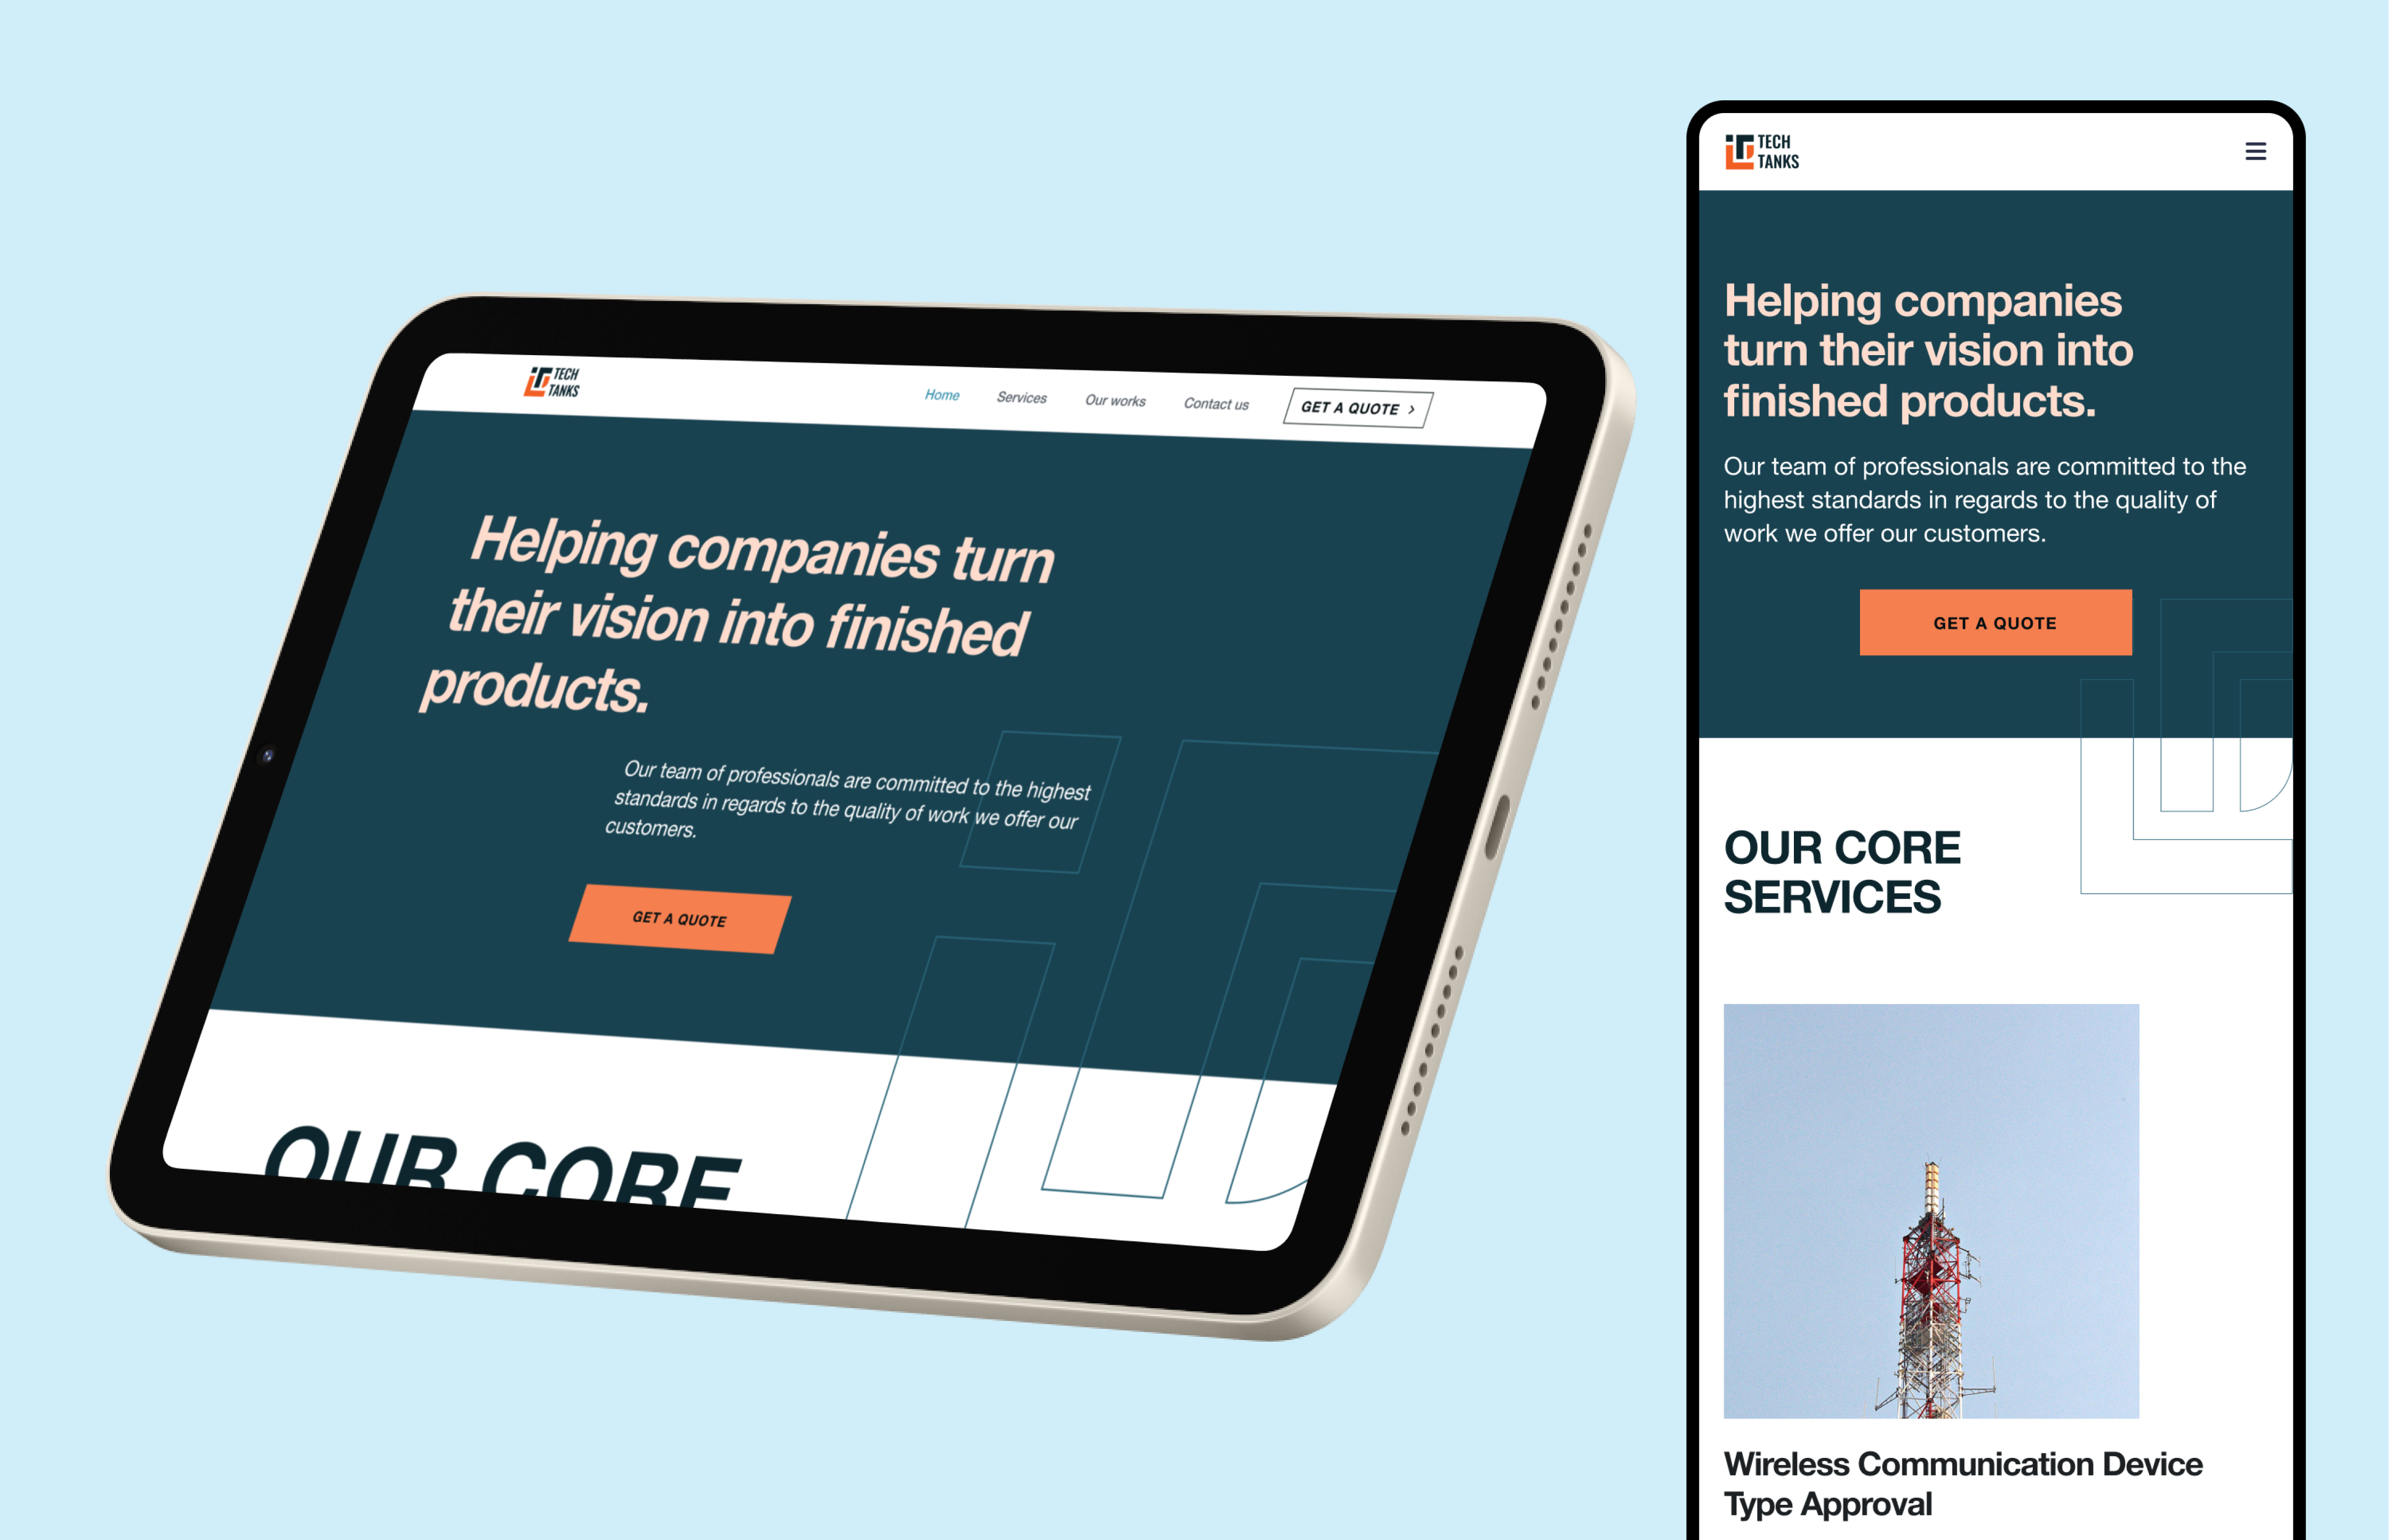 TECH
TANKS
Home
Services
Our works
Contact us
GET A QUOTE
Helping companies turn
their vision into finished
products.
Our team of professionals are committed to the highest
standards in regards to the quality of work we offer our
customers.
GET A QUOTE
OUR CORE
TECH
TANKS
Helping companies
turn their vision into
finished products.
Our team of professionals are committed to the
highest standards in regards to the quality of
work we offer our customers.
GET A QUOTE
OUR CORE
SERVICES
Wireless Communication Device
Type Approval